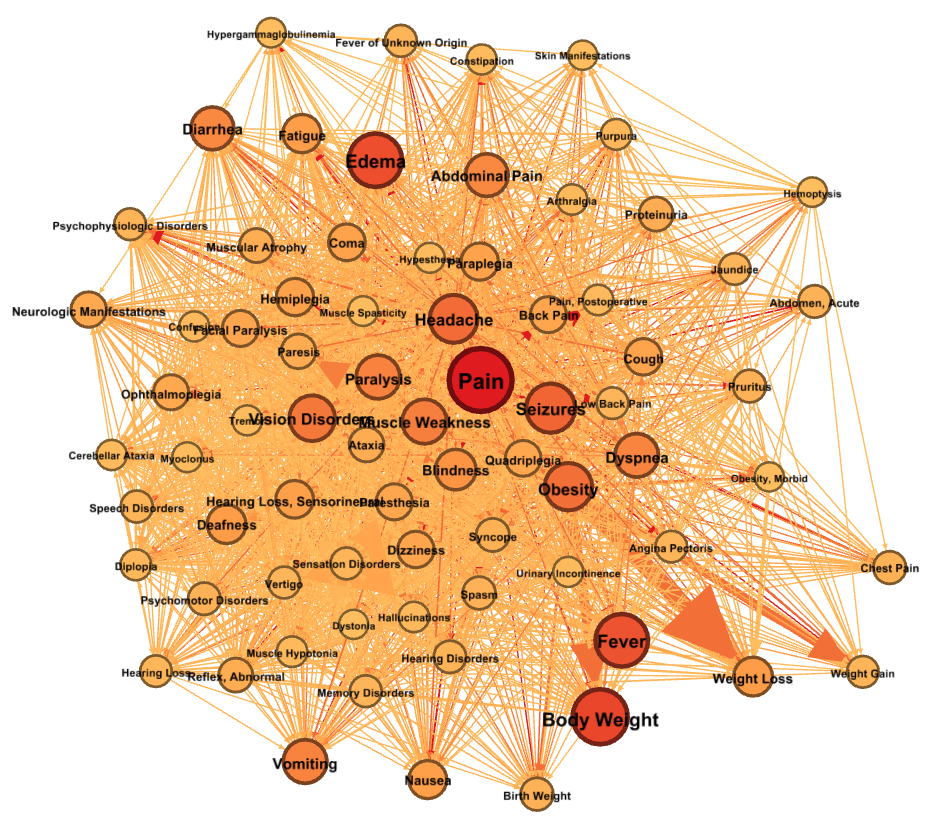 Hypergammaglobulinemia
Fever of Unknown Origin
Constipation
Skin Manifestations
Diarrhea
Fatigue
Edema
Abdominal Pain
Purpura
Arthralgia
Proteinuria
Hemoptysis
Psychophysiologic Disorders
Muscular Atrophy
Coma
Hypesthesia
Paraplegia
Jaundice
Neurologic Manifestations
Hemiplegia
Muscle Spasticity
Headache
Back Pain
Pain, Postoperative
Abdomen, Acute
Confusion
Facial Paralysis
Paresis
Cough
Ophthalmoplegia
Paralysis
Pain
Pruritus
Tremor
Vision Disorders
Muscle Weakness
Seizures
Low Back Pain
Ataxia
Cerebellar Ataxia
Myoclonus
Blindness
Quadriplegia
Dyspnea
Obesity
Obesity, Morbid
Speech Disorders
Hearing Loss, Sensorineural
Paresthesia
Deafness
Syncope
Dizziness
Angina Pectoris
Diplopia
Sensation Disorders
Vertigo
Urinary Incontinence
Chest Pain
Psychomotor Disorders
Spasm
Dystonia
Hallucinations
Fever
Muscle Hypotonia
Hearing Disorders
Hearing Loss
Reflex, Abnormal
Weight Loss
Weight Gain
Memory Disorders
Body Weight
Vomiting
Nausea
Birth Weight